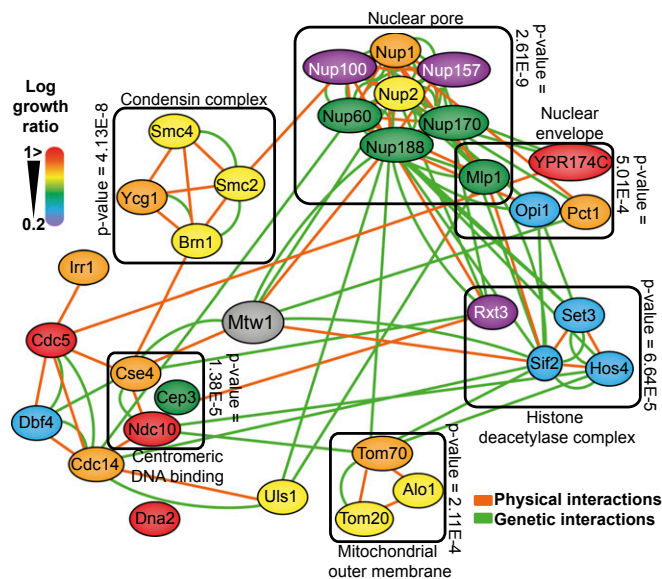 Nuclear pore
Nup1
Nup100
Nup157
Nup2
Nup60
Nup170
Nup188
p-value =
2.61E-9
Log
growth
ratio
1>
0.2
Condensin complex
Smc4
Smc2
Ycg1
Brn1
p-value = 4.13E-8
Nuclear
envelope
YPR174C
Mlp1
Opi1
Pct1
p-value =
5.01E-4
Irr1
Cdc5
Dbf4
Cdc14
Dna2
Mtw1
Cse4
Cep3
Ndc10
p-value =
1.38E-5
Centromeric
DNA binding
Uls1
Rxt3
Set3
Sif2
Hos4
p-value = 6.64E-5
Histone
deacetylase complex
Tom70
Alo1
Tom20
p-value = 2.11E-4
Mitochondrial
outer membrane
Physical interactions
Genetic interactions